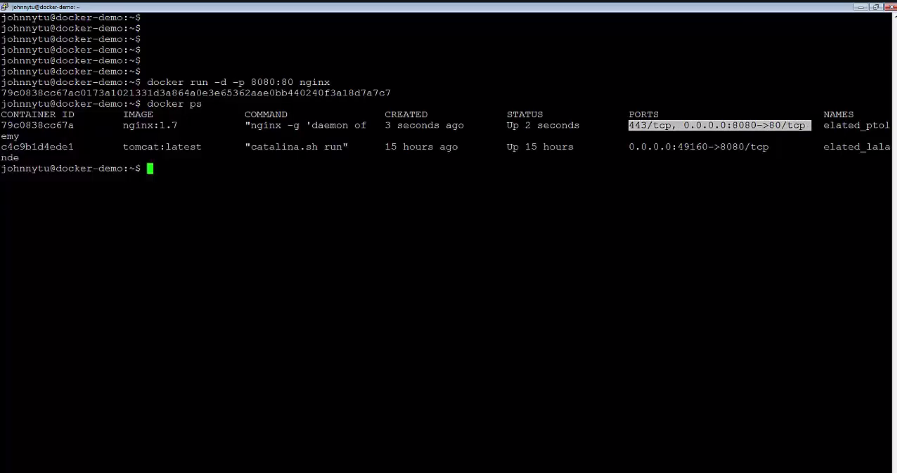 johnnytu@docker-demo: ~
johnnytu@docker-demo:~$
johnnytu@docker-demo:~$
johnnytu@docker-demo:~$
johnnytu@docker-demo:~$
johnnytu@docker-demo:~$
johnnytu@docker-demo:~$
johnnytu@docker-demo:~$ docker run -d -p 8080:80 nginx
79c0838cc67ac0173a1021331d3a864a0e3e65362aae0bb440240f3a18d7a7c7
johnnytu@docker-demo:~$ docker ps
CONTAINER ID IMAGE COMMAND CREATED STATUS PORTS NAMES
79c0838cc67a nginx:1.7 "nginx -g 'daemon of 3 seconds ago Up 2 seconds 443/tcp, 0.0.0.0:8080->80/tcp elated_ptol
emy
c4c9b1d4ede1 tomcat:latest "catalina.sh run" 15 hours ago Up 15 hours 0.0.0.0:49160->8080/tcp elated_lala
nde
johnnytu@docker-demo:~$